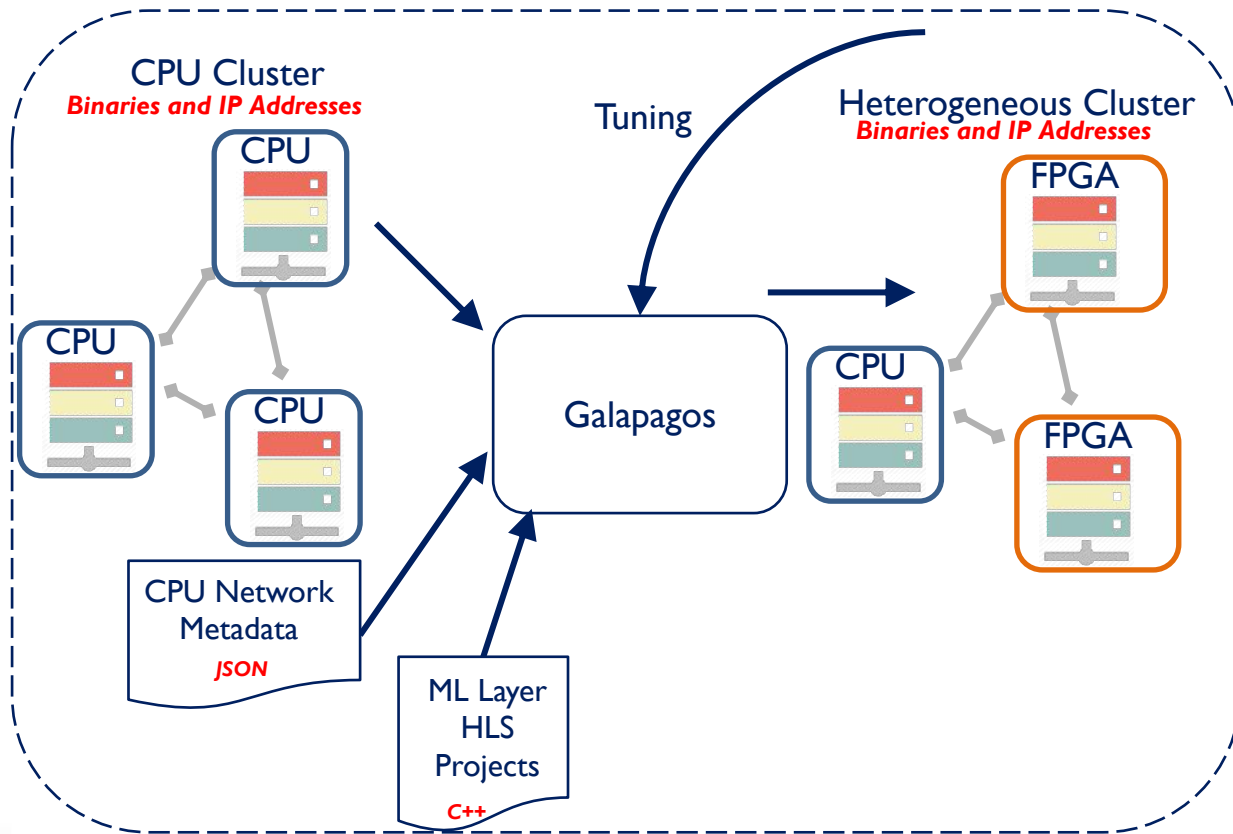 CPU Cluster
Binaries and IP Addresses
CPU
CPU
CPU
CPU Network
Metadata
JSON
ML Layer
HLS
Projects
C++
Tuning
Galapagos
Heterogeneous Cluster
Binaries and IP Addresses
FPGA
CPU
FPGA